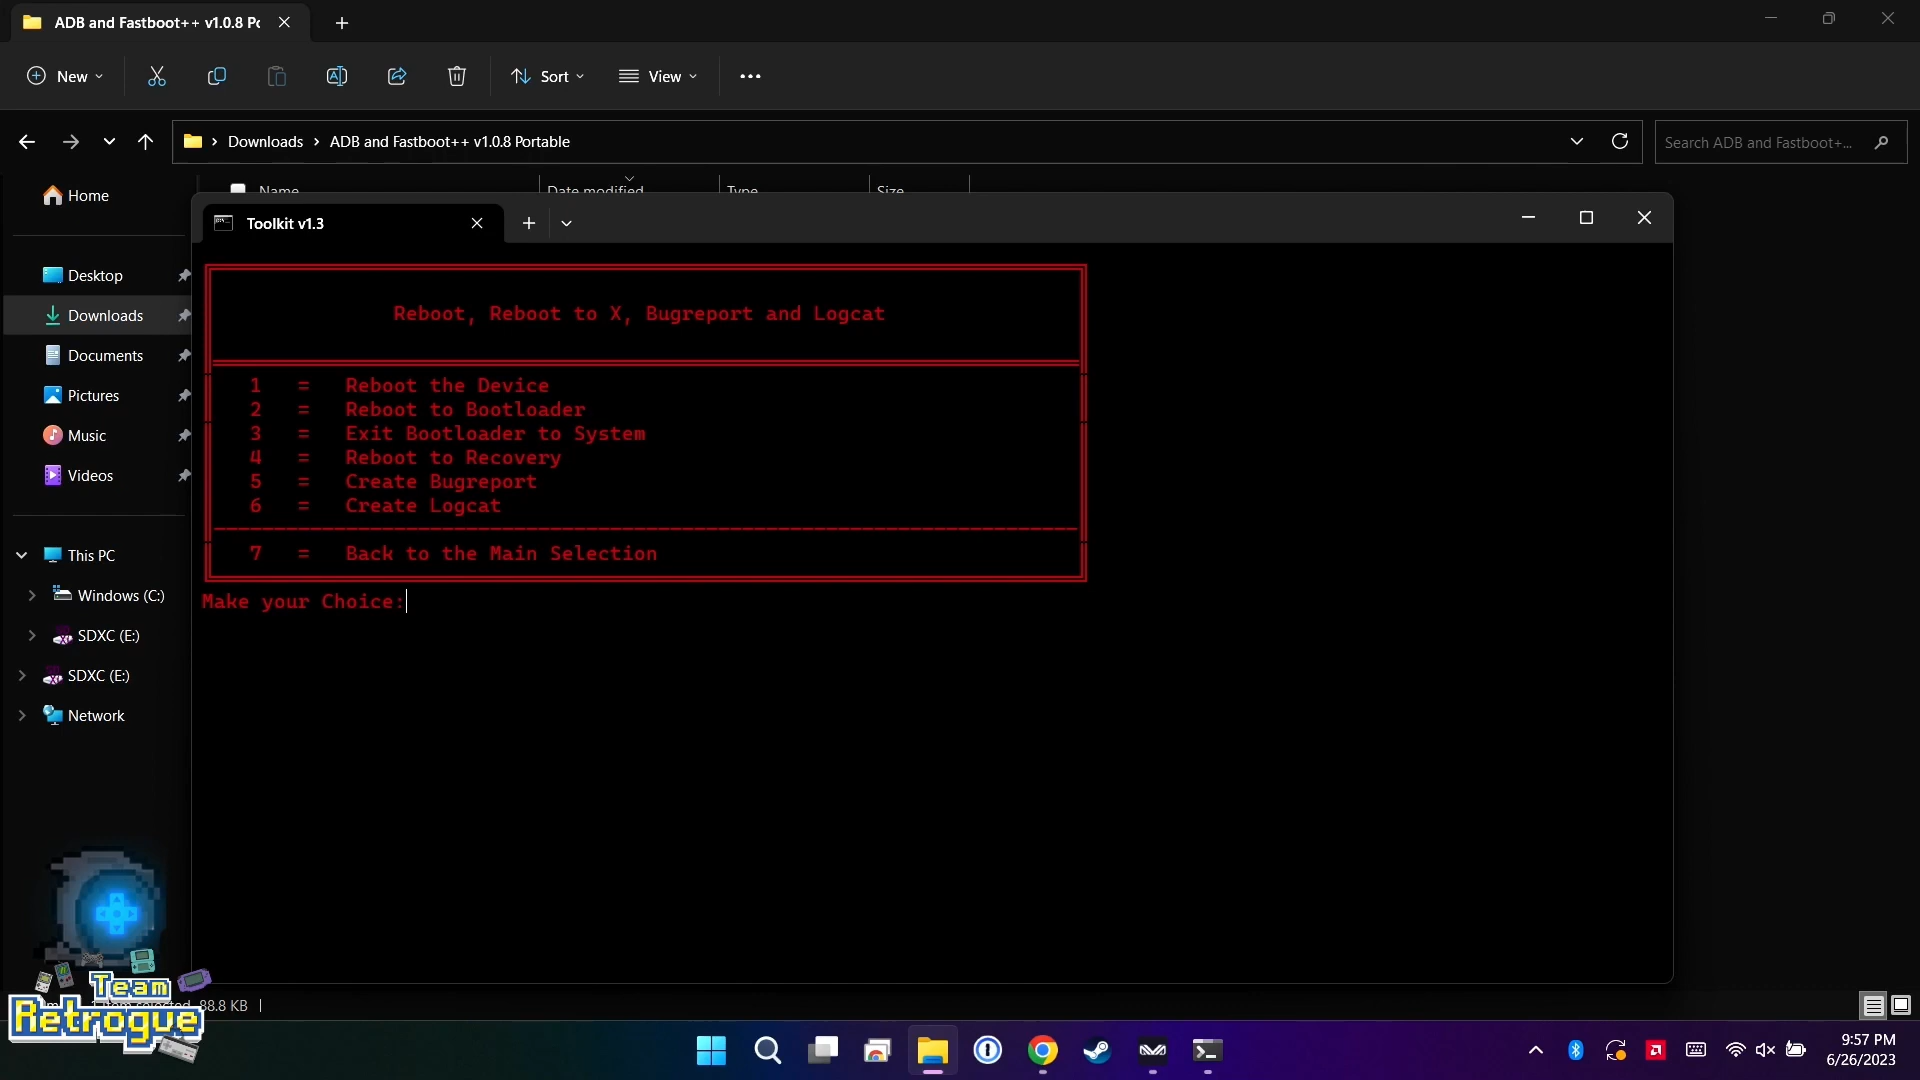 ADB and Fastboot++ v1.0.8 Pc
New
Sort
View
Downloads
ADB and Fastboot++ v1.0.8 Portable
Search ADB and Fastboot+...
Name
Date modified
Type
Size
Home
Desktop
Downloads
Documents
Pictures
Music
Videos
This PC
Windows (C:)
SDXC (E:)
SDXC (E:)
Network
Toolkit v1.3
Reboot, Reboot to X, Bugreport and Logcat
1 = Reboot the Device
2 = Reboot to Bootloader
3 = Exit Bootloader to System
4 = Reboot to Recovery
5 = Create Bugreport
6 = Create Logcat
7 = Back to the Main Selection
Make your Choice:
1 item selected 88.8 KB
Team
Retrogue
9:57 PM
6/26/2023